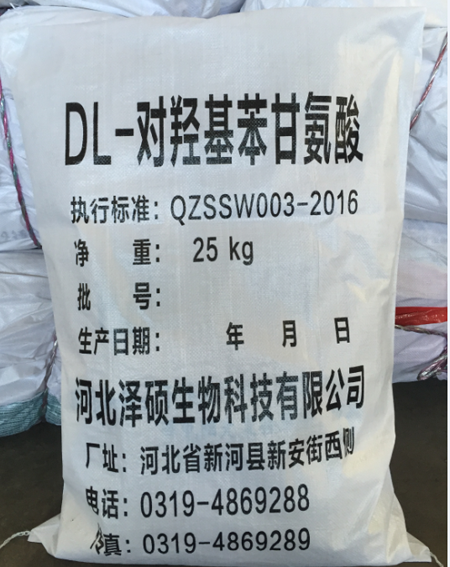 DL-对羟基苯甘氨酸
执行标准: QZSSW003-2016
净 重: 25 kg
批 号:
生产日期: 年 月 日
河北泽硕生物科技有限公司
厂址: 河北省新河县新安街西侧
电话: 0319-4869288
传真: 0319-4869289